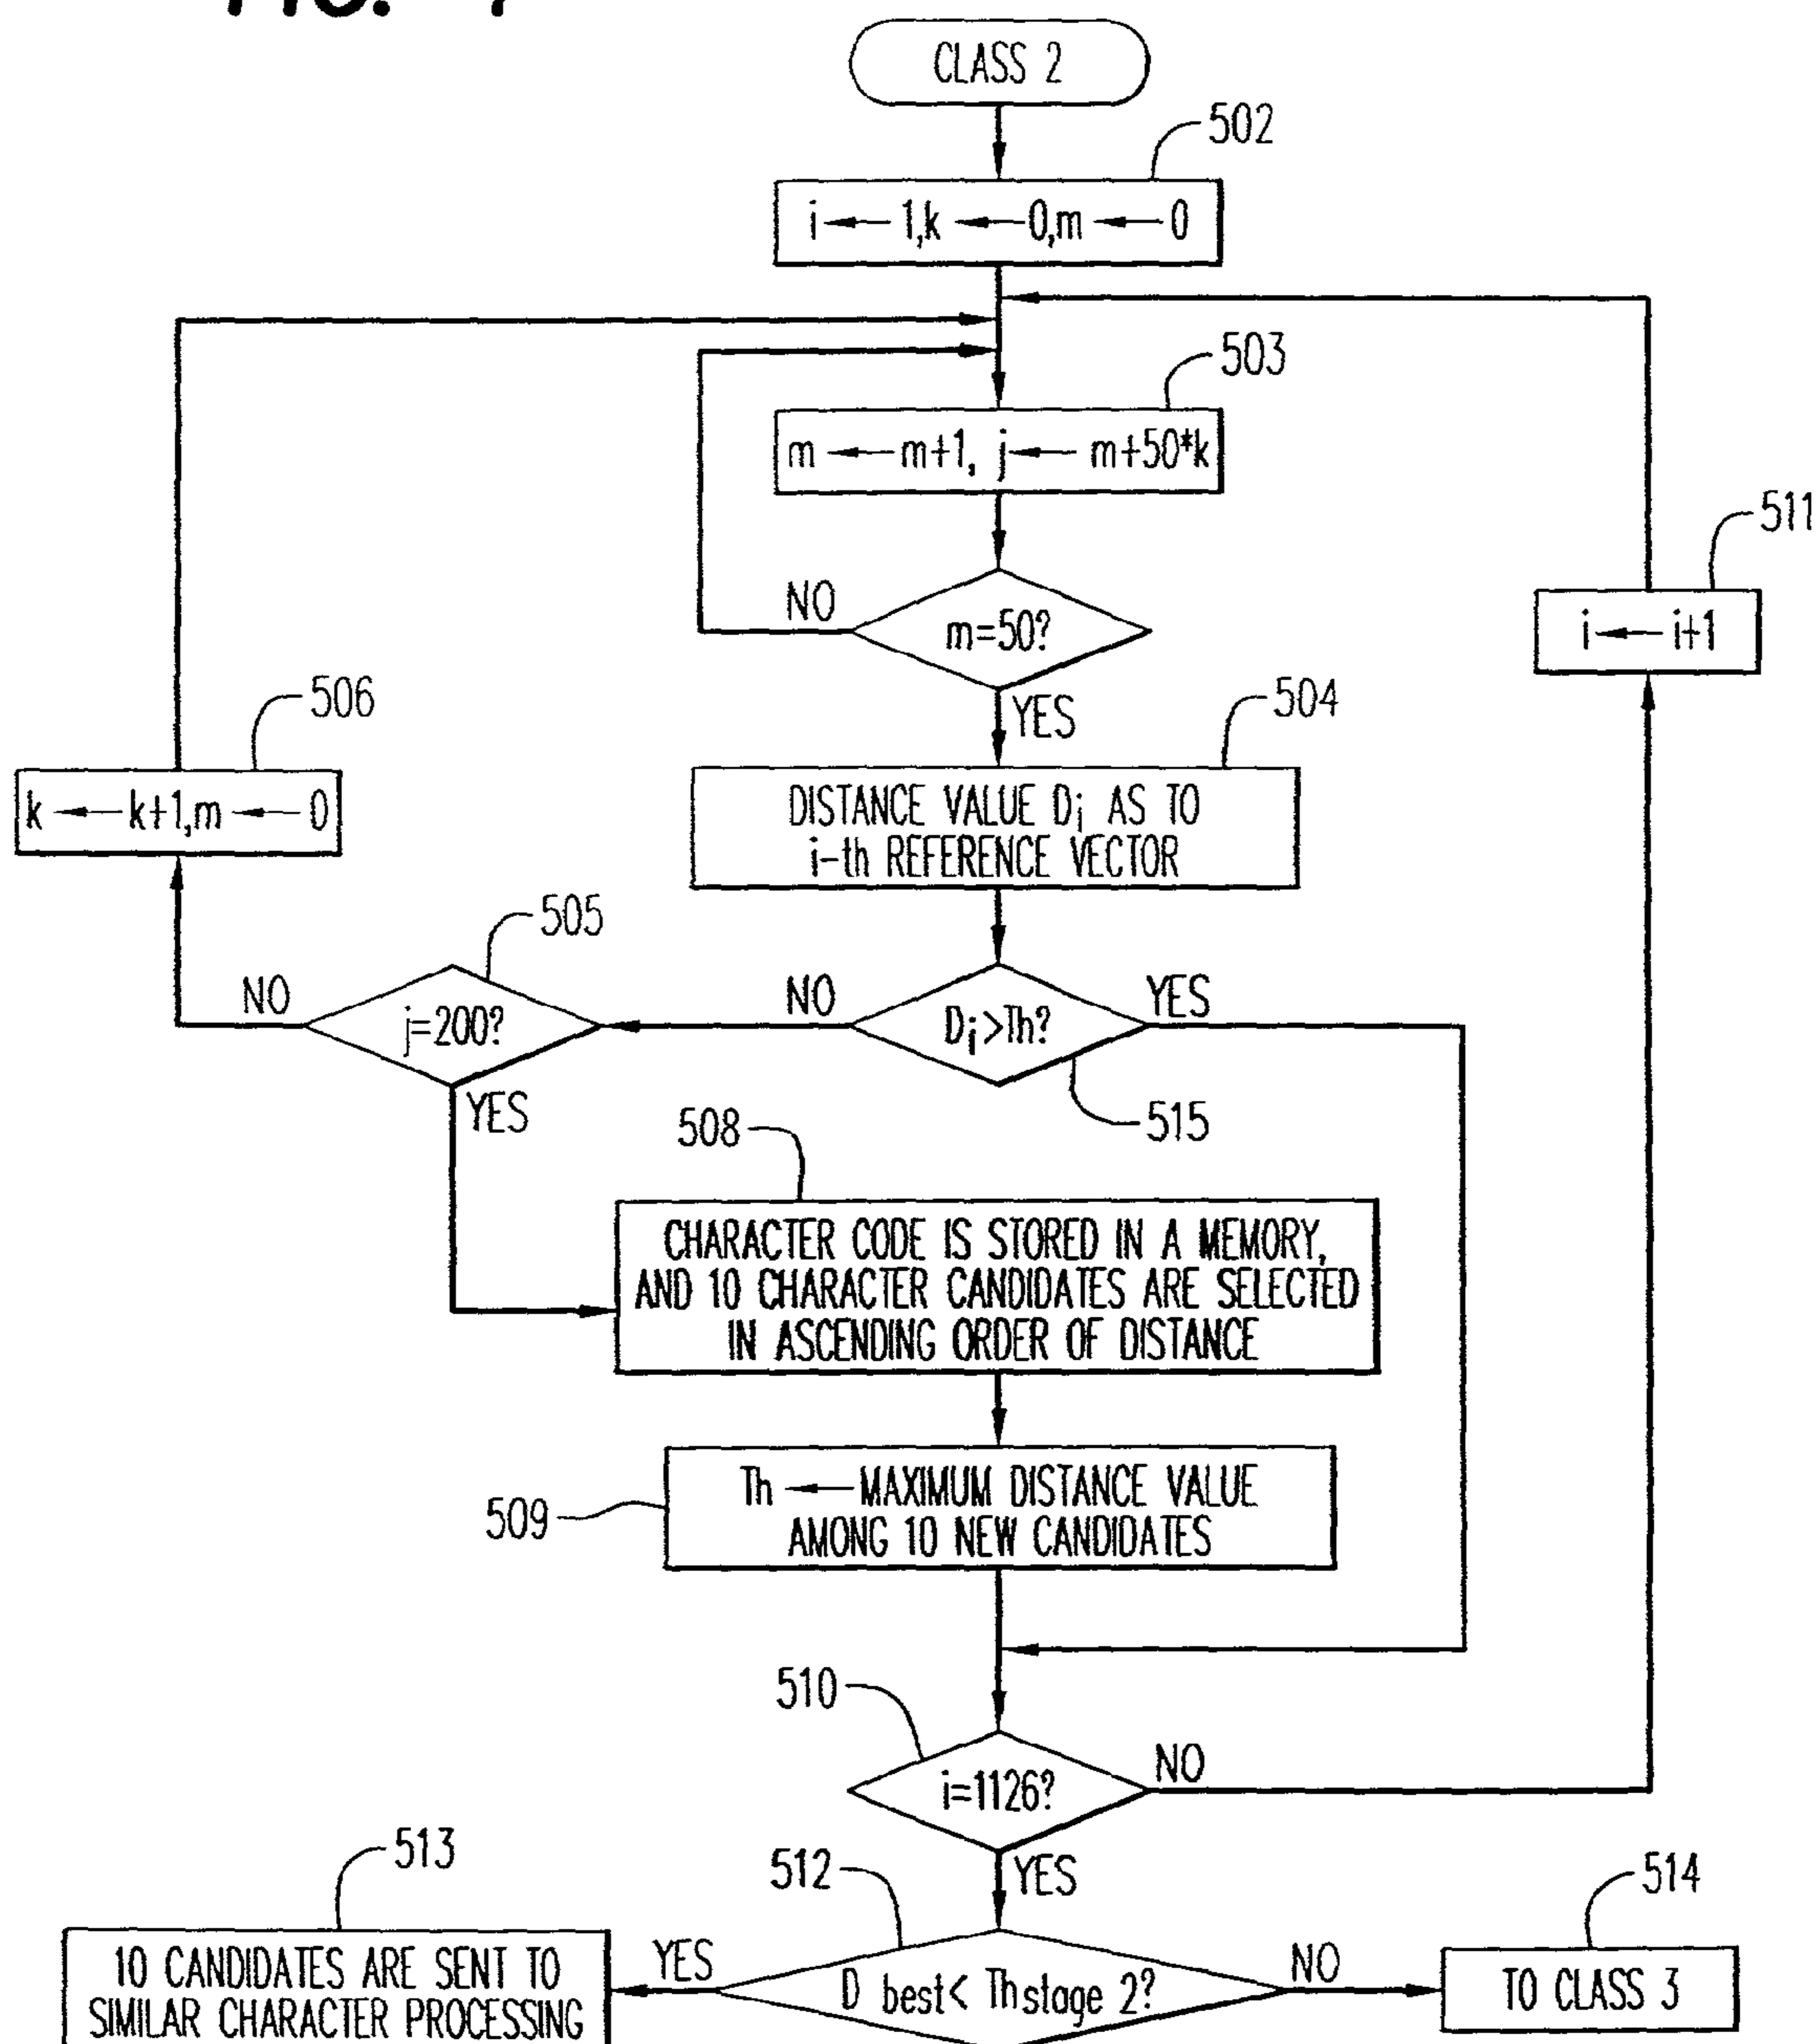 CLASS 2
502
i ← 1,k ← 0,m ← 0
503
m ← m+1, j ← m+50*k
511
NO
m=50?
i ← i+1
YES
506
504
k ← k+1,m ← 0
DISTANCE VALUE Di AS TO
i-th REFERENCE VECTOR
505
NO
j=200?
NO
Di>Th?
YES
YES
515
508
CHARACTER CODE IS STORED IN A MEMORY,
AND 10 CHARACTER CANDIDATES ARE SELECTED
IN ASCENDING ORDER OF DISTANCE
509
Th ← MAXIMUM DISTANCE VALUE
AMONG 10 NEW CANDIDATES
510
i=1126?
NO
YES
513
512
514
10 CANDIDATES ARE SENT TO
SIMILAR CHARACTER PROCESSING
YES
D best< Th stage 2?
NO
TO CLASS 3